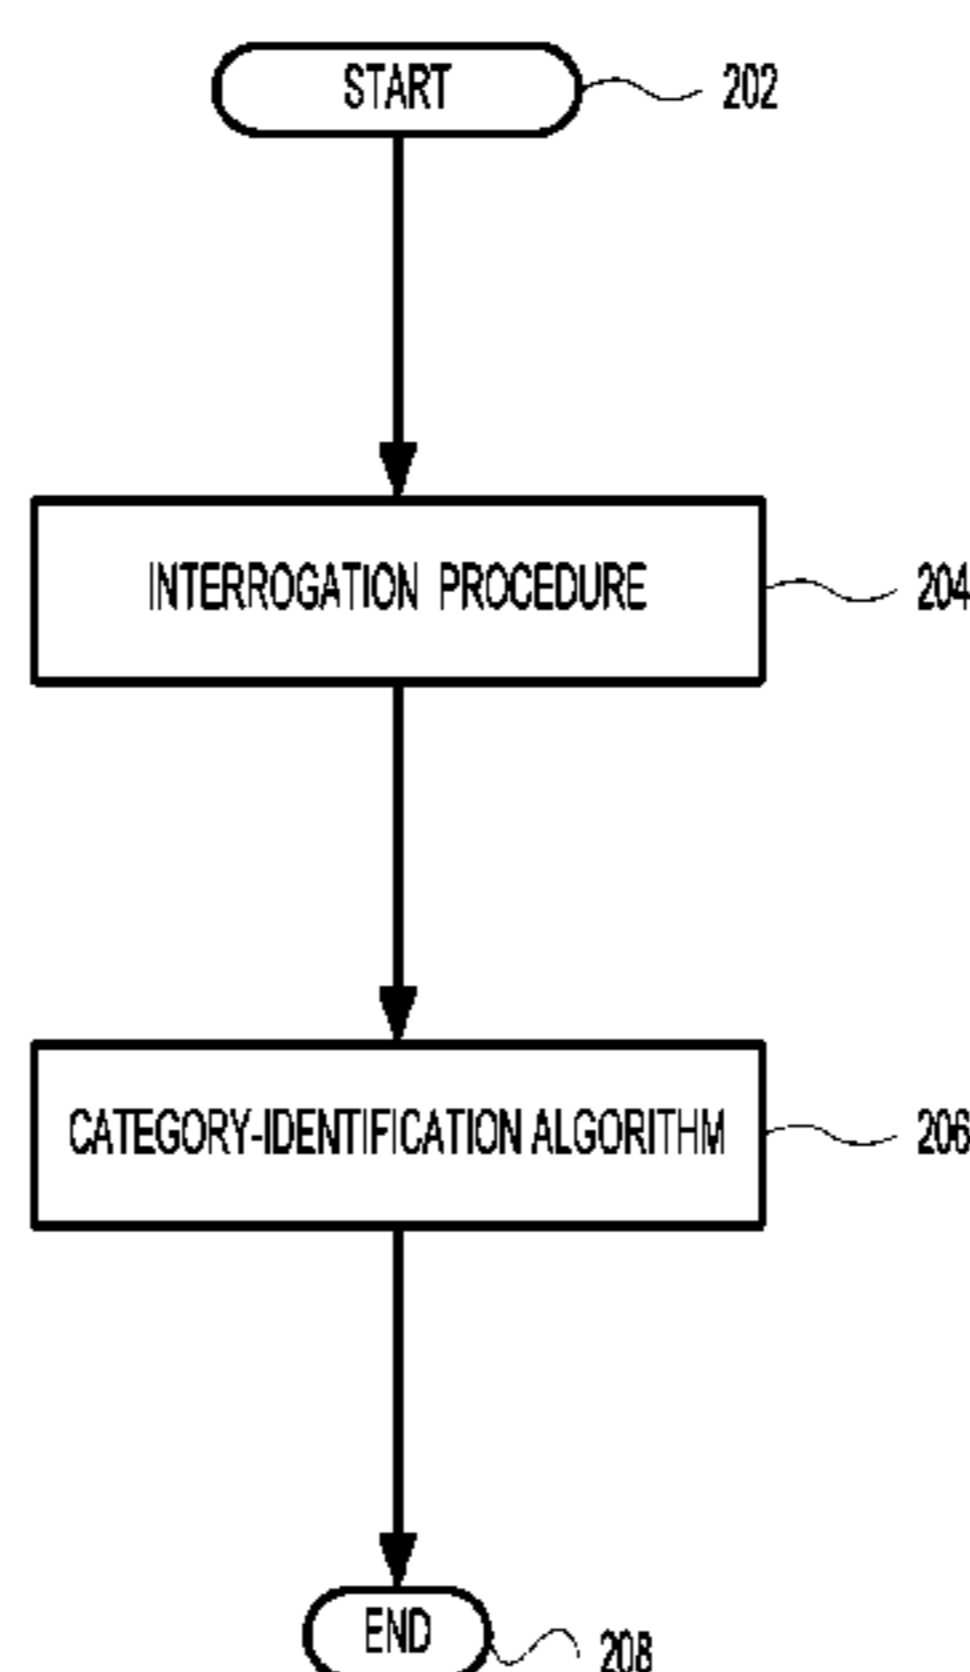 START 202
INTERROGATION PROCEDURE 204
CATEGORY-IDENTIFICATION ALGORITHM 206
END 208